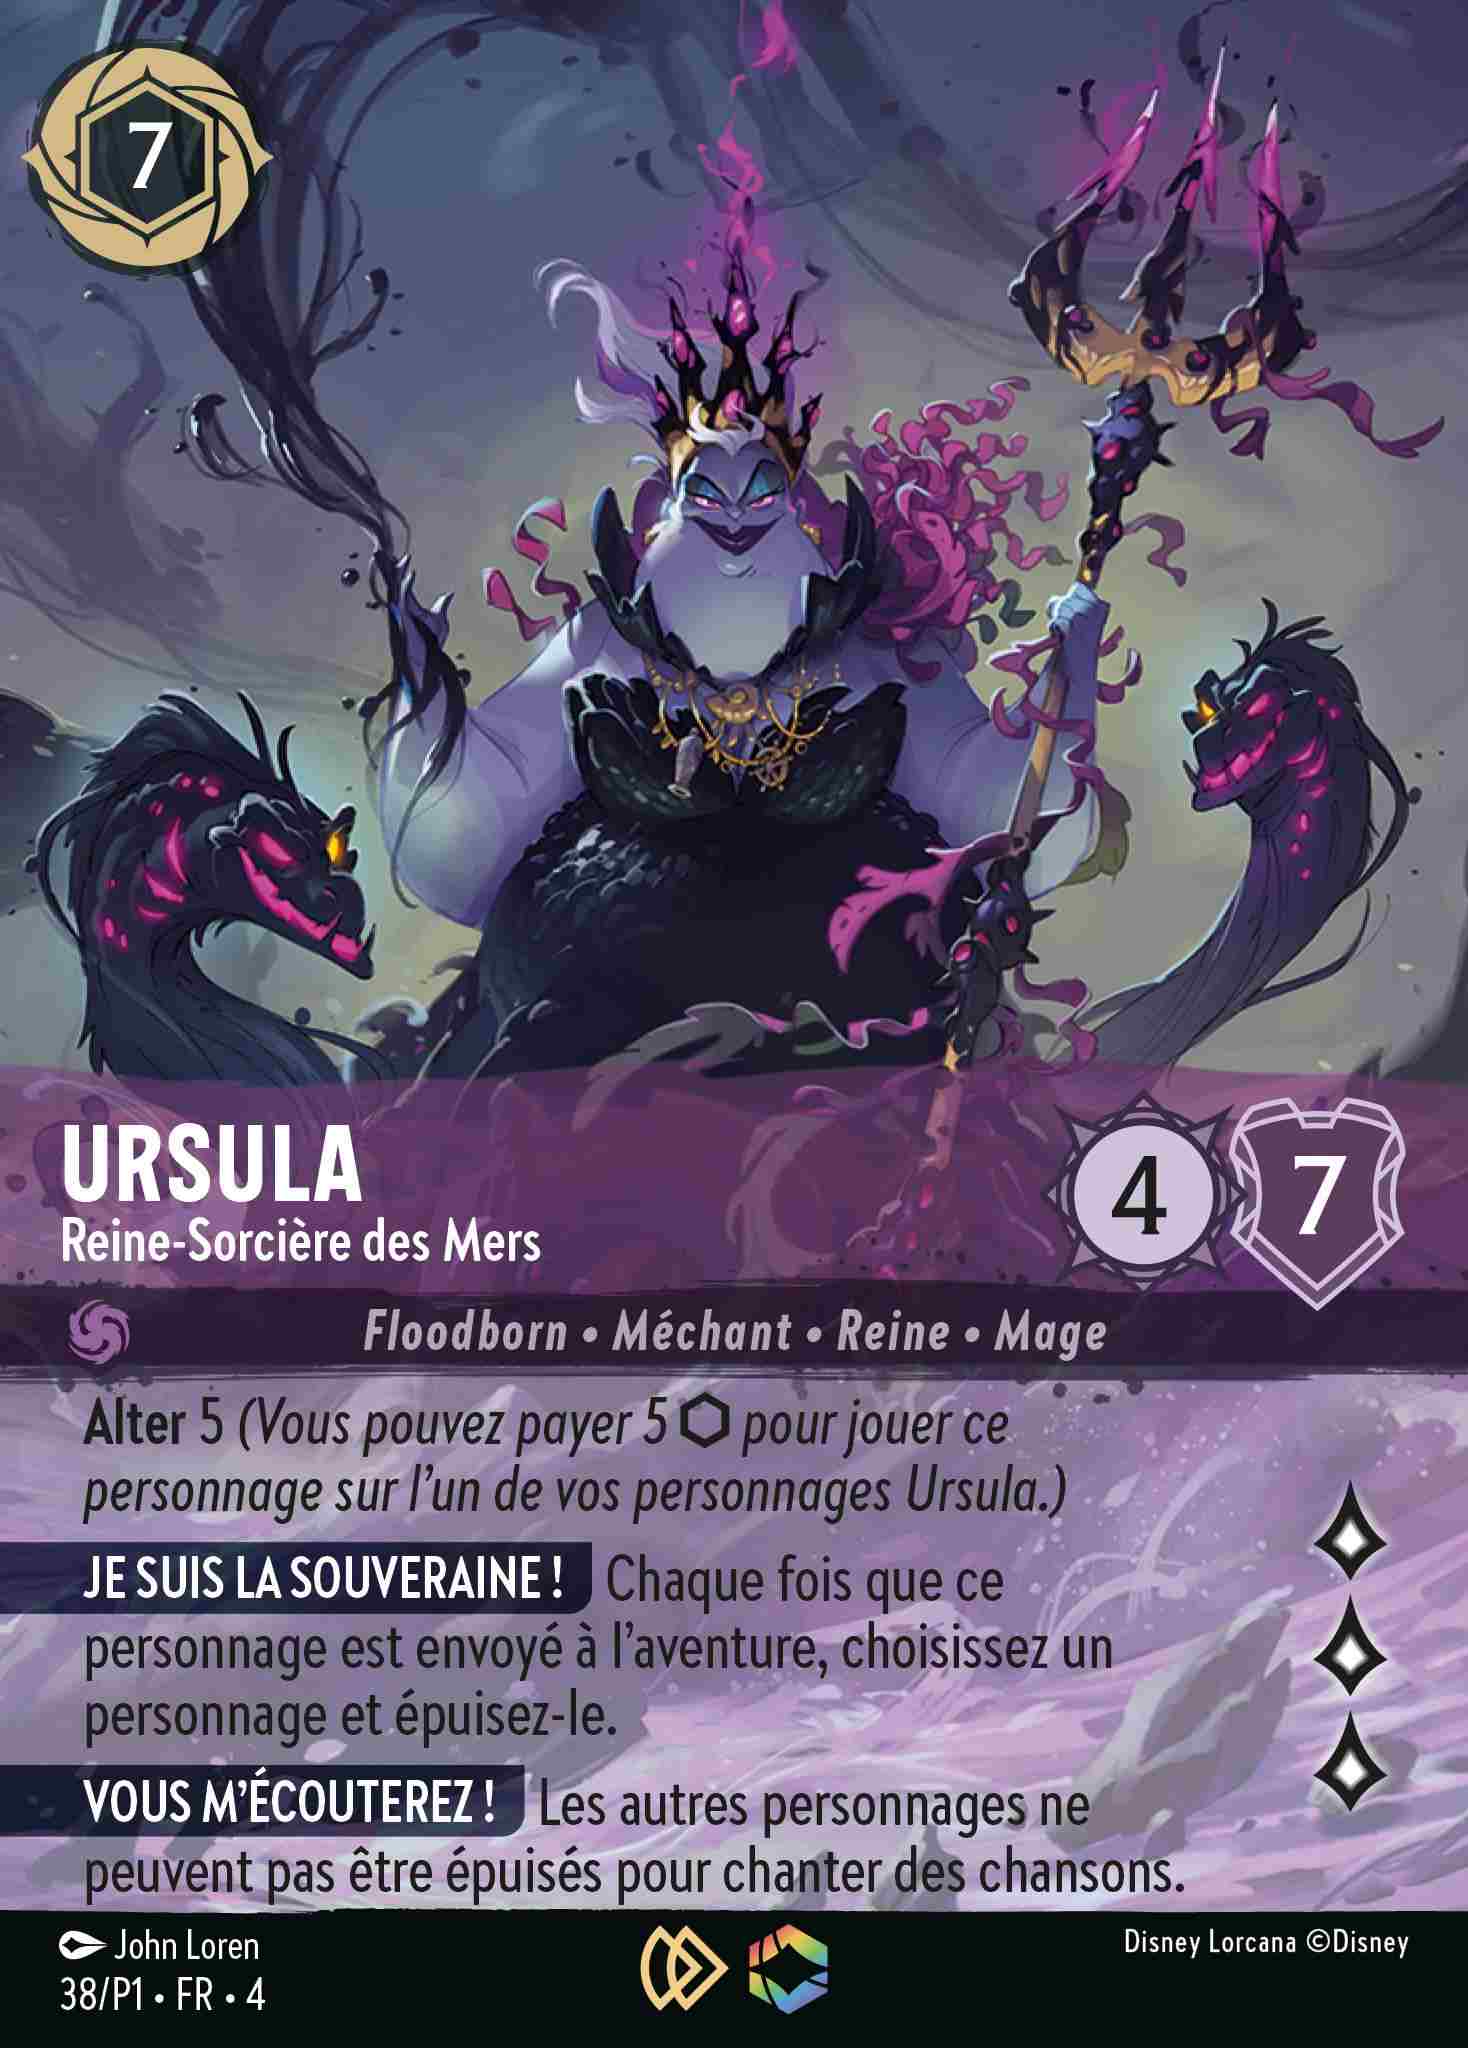 7
URSULA
Reine-Sorcière des Mers
4
7
Floodborn • Méchant • Reine • Mage
Alter 5 (Vous pouvez payer 5 pour jouer ce
personnage sur l'un de vos personnages Ursula.)
JE SUIS LA SOUVERAINE ! Chaque fois que ce
personnage est envoyé à l'aventure, choisissez un
personnage et épuisez-le.
VOUS M'ÉCOUTEREZ ! Les autres personnages ne
peuvent pas être épuisés pour chanter des chansons.
John Loren
38/P1 • FR • 4
Disney Lorcana ©Disney